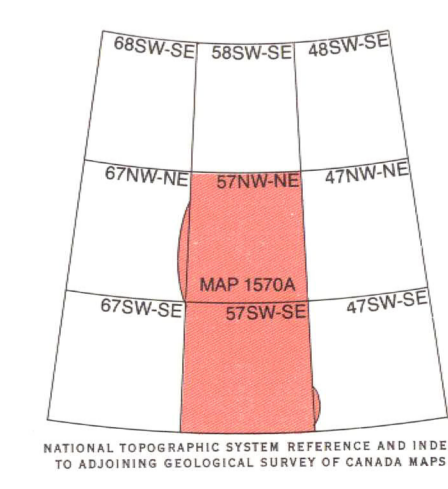 68SW-SE 58SW-SE 48SW-SE
67NW-NE 57NW-NE 47NW-NE
MAP 1570A
67SW-SE 57SW-SE 47SW-SE
NATIONAL TOPOGRAPHIC SYSTEM REFERENCE AND INDE
TO ADJOINING GEOLOGICAL SURVEY OF CANADA MAPS